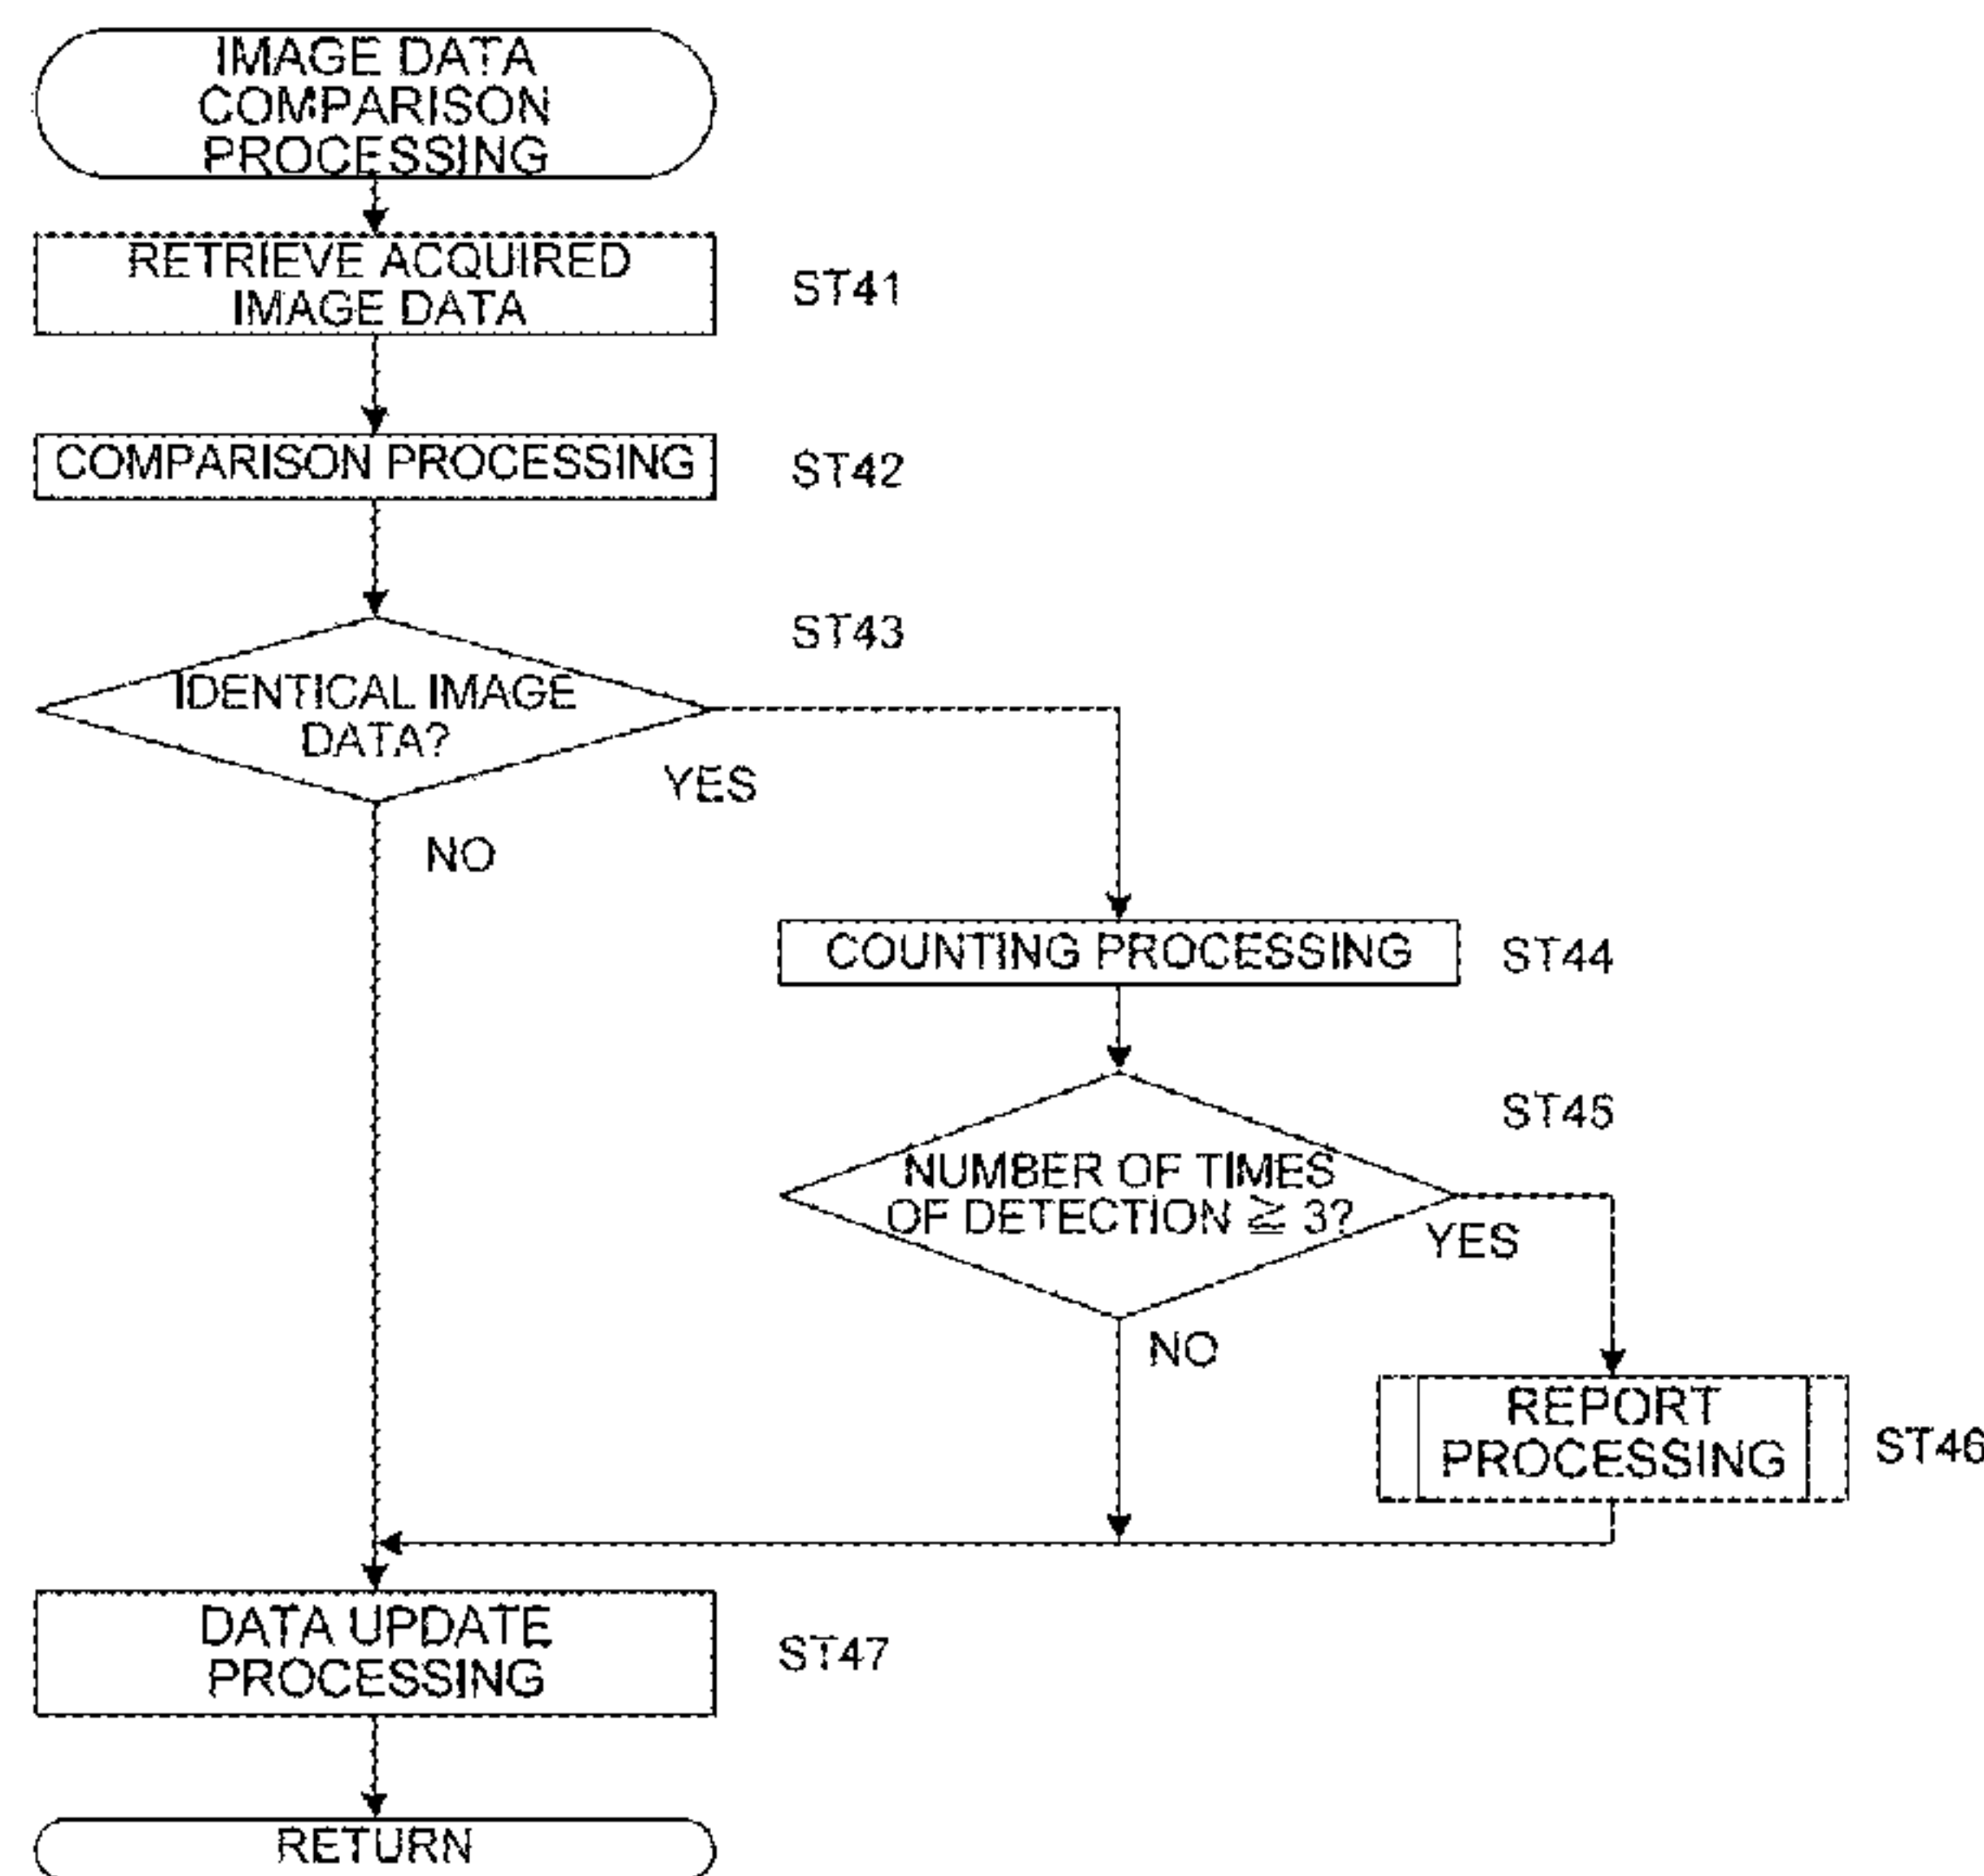 IMAGE DATA
COMPARISON
PROCESSING
RETRIEVE ACQUIRED
IMAGE DATA
ST41
COMPARISON PROCESSING
ST42
ST43
IDENTICAL IMAGE
DATA?
YES
NO
COUNTING PROCESSING
ST44
ST45
NUMBER OF TIMES
OF DETECTION ≧ 3?
YES
NO
REPORT
PROCESSING
ST46
DATA UPDATE
PROCESSING
ST47
RETURN